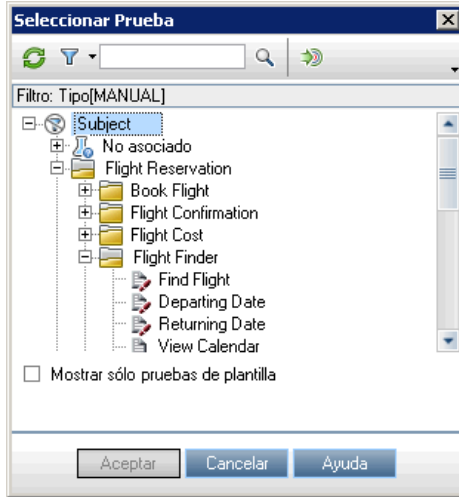 Seleccionar Prueba
Filtro: Tipo[MANUAL]
Subject
No asociado
Flight Reservation
Book Flight
Flight Confirmation
Flight Cost
Flight Finder
Find Flight
Departing Date
Returning Date
View Calendar
Mostrar sólo pruebas de plantilla
Aceptar Cancelar Ayuda